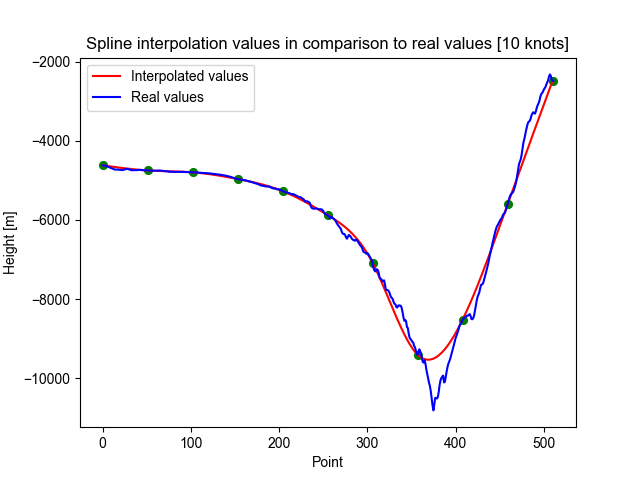 Spline interpolation values in comparison to real values [10 knots]
Interpolated values
Real values
Height [m]
−2000
−4000
−6000
−8000
−10000
0 100 200 300 400 500
Point